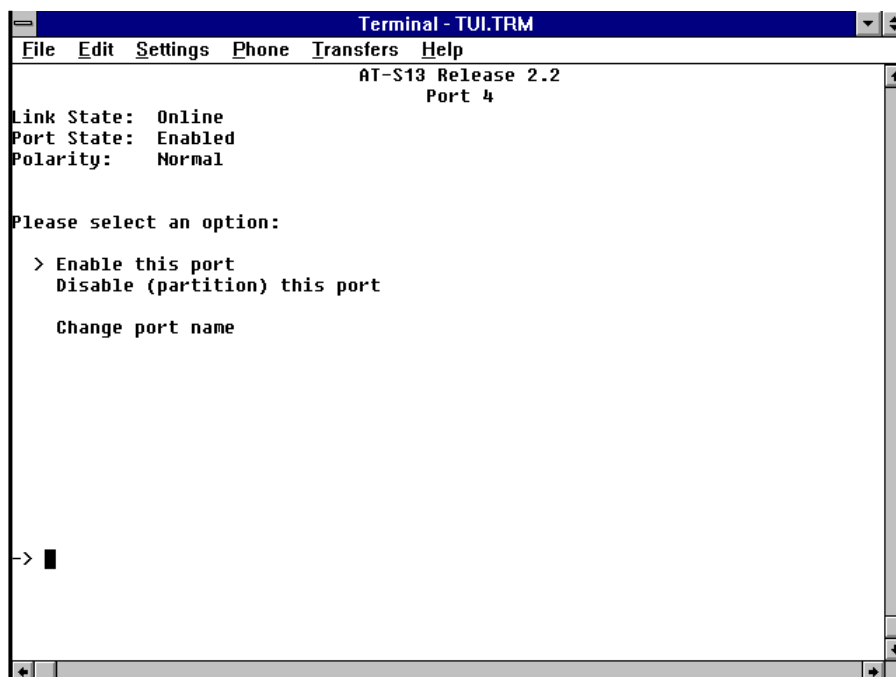 Terminal - TUI.TRM
File Edit Settings Phone Transfers Help
AT-S13 Release 2.2
Port 4
Link State: Online
Port State: Enabled
Polarity: Normal
Please select an option:
> Enable this port
Disable (partition) this port
Change port name
->